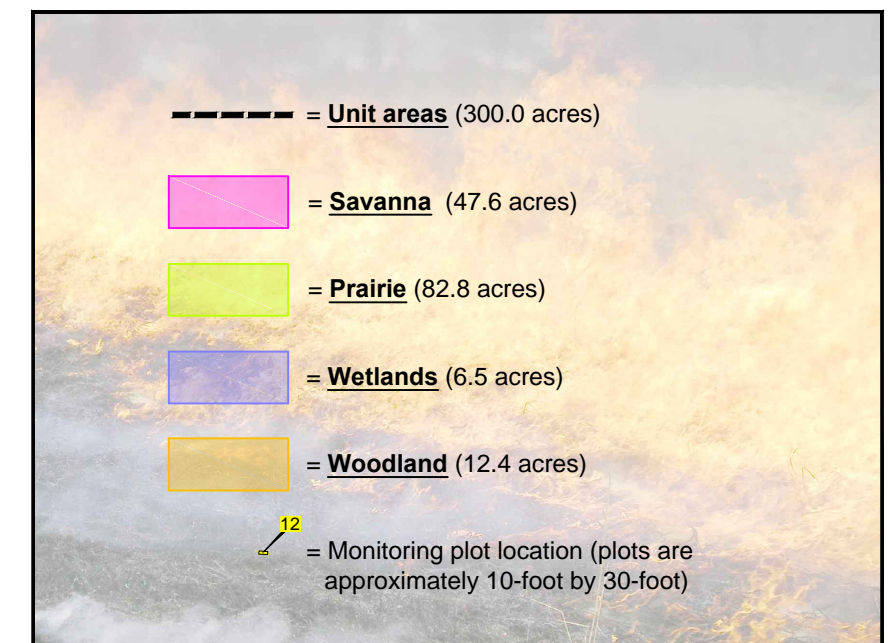 = Unit areas (300.0 acres)
= Savanna (47.6 acres)
= Prairie (82.8 acres)
= Wetlands (6.5 acres)
= Woodland (12.4 acres)
12
= Monitoring plot location (plots are
approximately 10-foot by 30-foot)